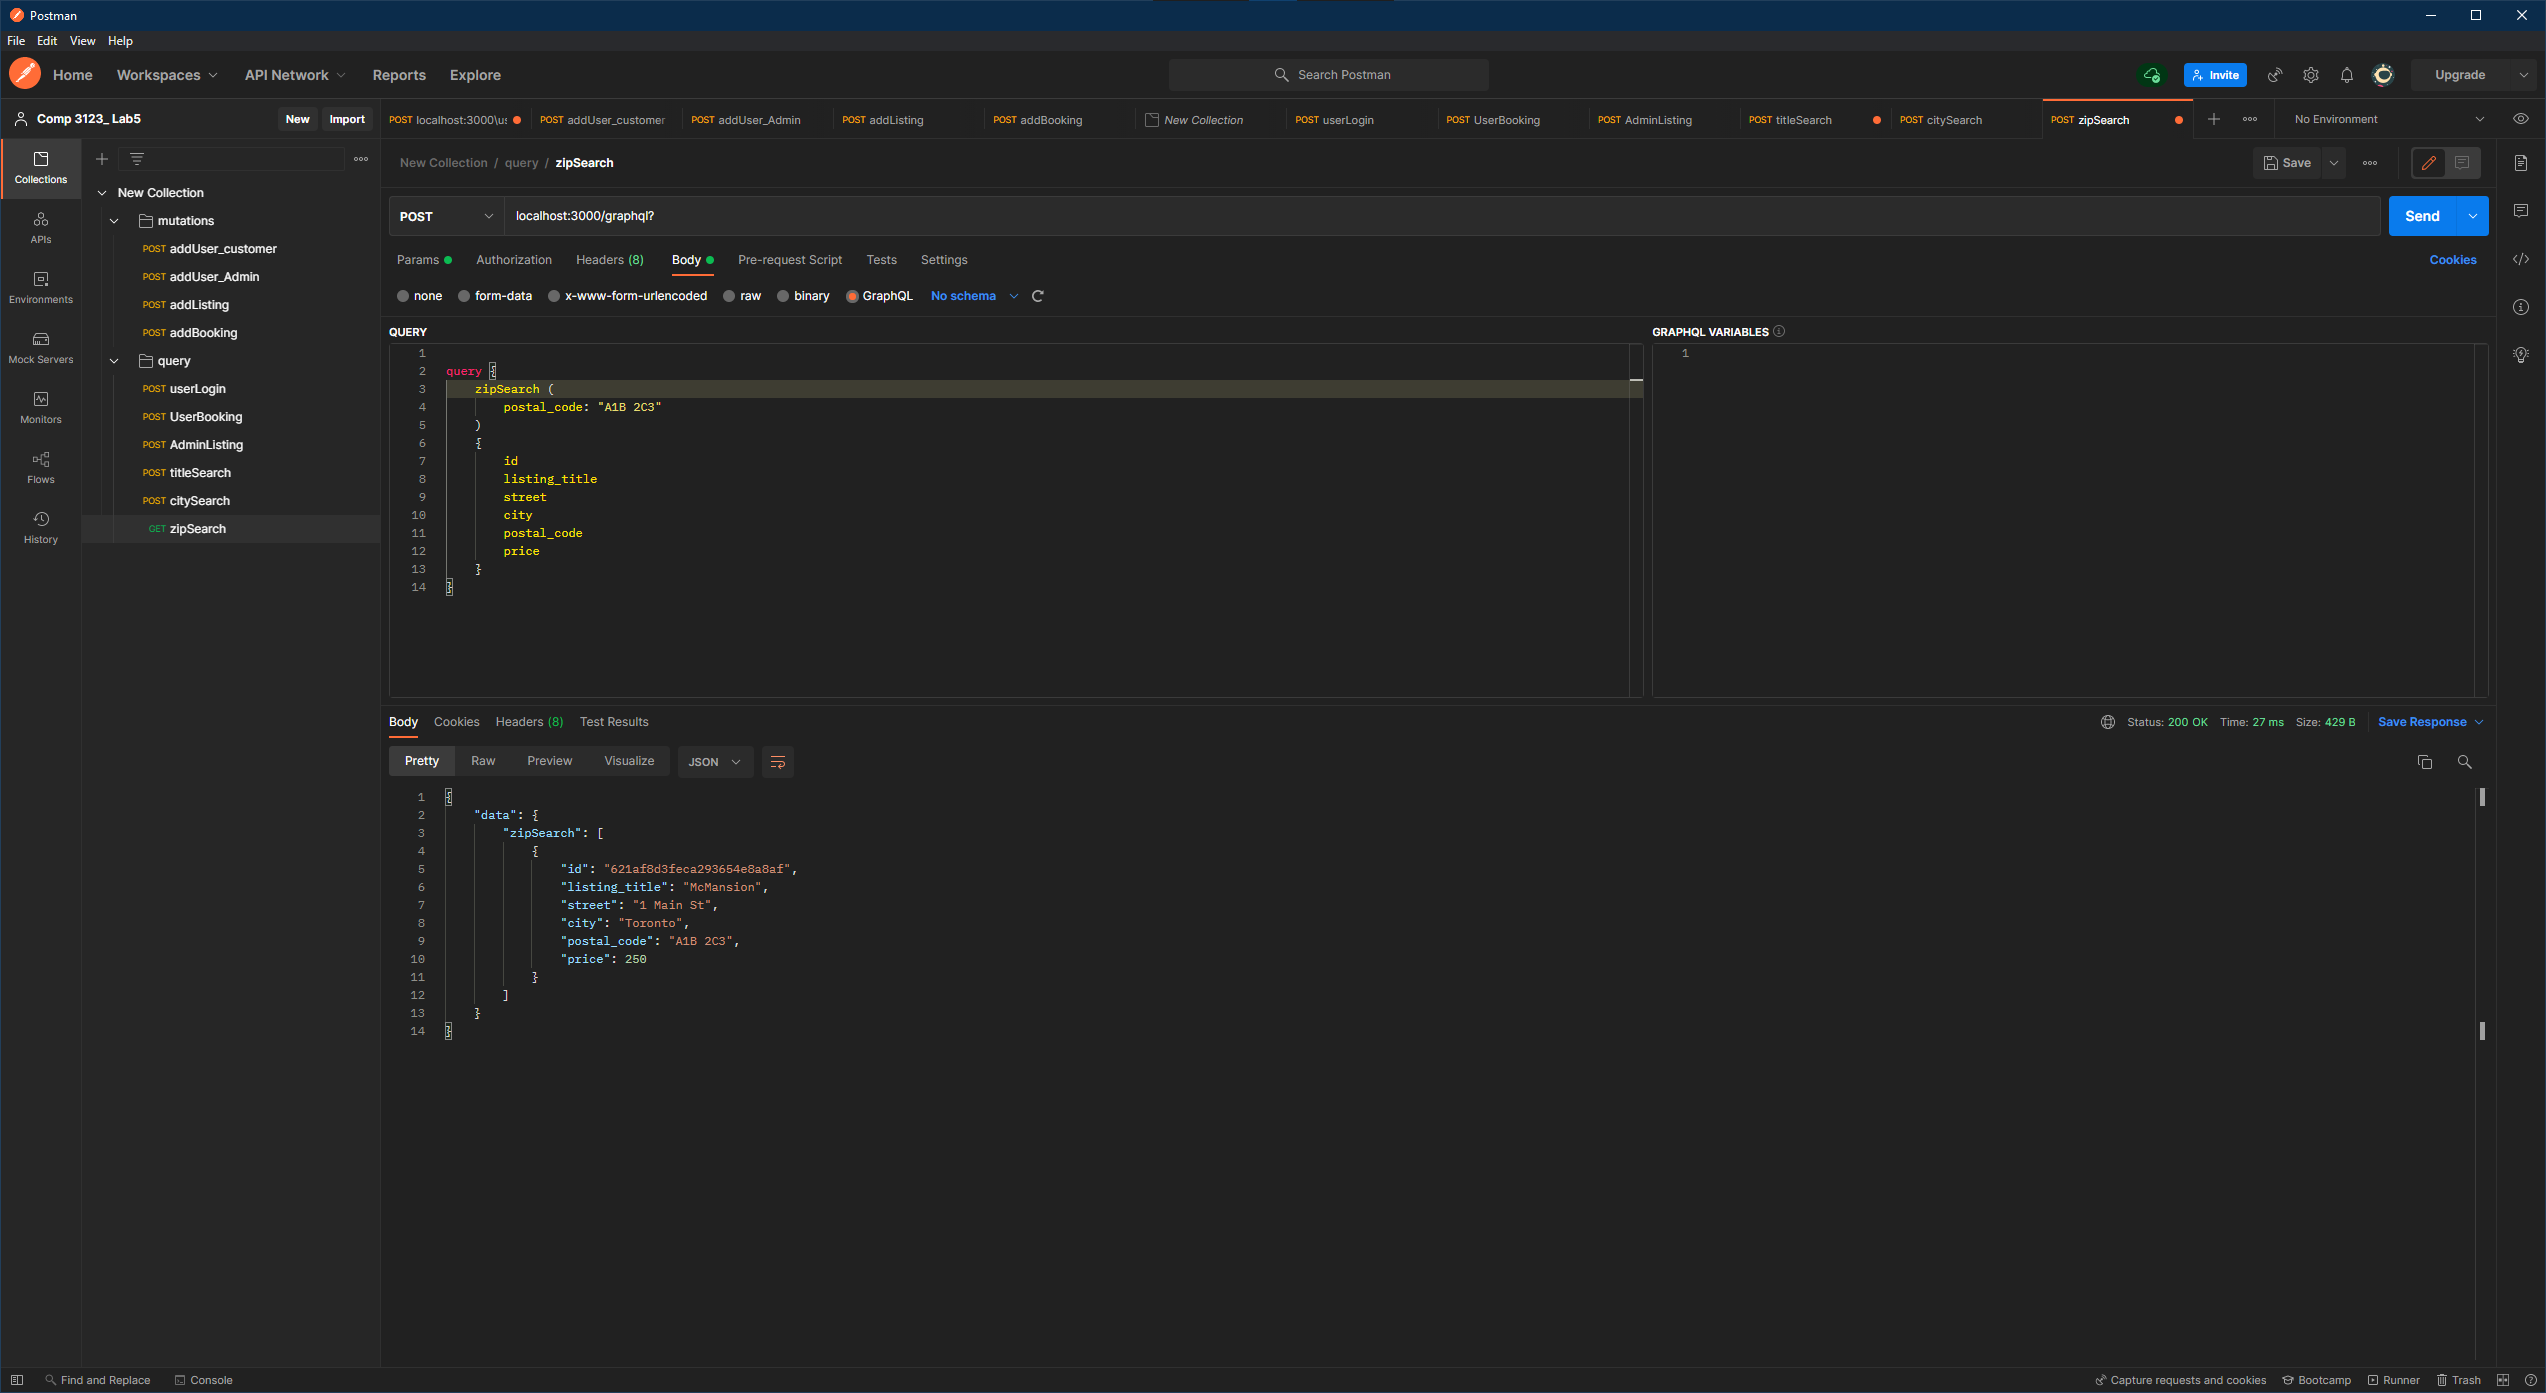 Postman
File Edit View Help
Home Workspaces API Network Reports Explore Search Postman Invite Upgrade
Comp 3123_ Lab5 New Import
POST localhost:3000\us POST addUser_customer POST addUser_Admin POST addListing POST addBooking New Collection POST userLogin POST UserBooking POST AdminListing POST titleSearch POST citySearch POST zipSearch No Environment
Collections
APIs
Environments
Mock Servers
Monitors
Flows
History
New Collection
mutations
POST addUser_customer
POST addUser_Admin
POST addListing
POST addBooking
query
POST userLogin
POST UserBooking
POST AdminListing
POST titleSearch
POST citySearch
GET zipSearch
New Collection / query / zipSearch Save
POST localhost:3000/graphql? Send
Params Authorization Headers (8) Body Pre-request Script Tests Settings Cookies
none form-data x-www-form-urlencoded raw binary GraphQL No schema
QUERY
1
2 query {
3 zipSearch (
4 postal_code: "A1B 2C3"
5 )
6 {
7 id
8 listing_title
9 street
10 city
11 postal_code
12 price
13 }
14 }
GRAPHQL VARIABLES
1
Body Cookies Headers (8) Test Results Status: 200 OK Time: 27 ms Size: 429 B Save Response
Pretty Raw Preview Visualize JSON
1 {
2 "data": {
3 "zipSearch": [
4 {
5 "id": "621af8d3feca293654e8a8af",
6 "listing_title": "McMansion",
7 "street": "1 Main St",
8 "city": "Toronto",
9 "postal_code": "A1B 2C3",
10 "price": 250
11 }
12 ]
13 }
14 }
Find and Replace Console Capture requests and cookies Bootcamp Runner Trash